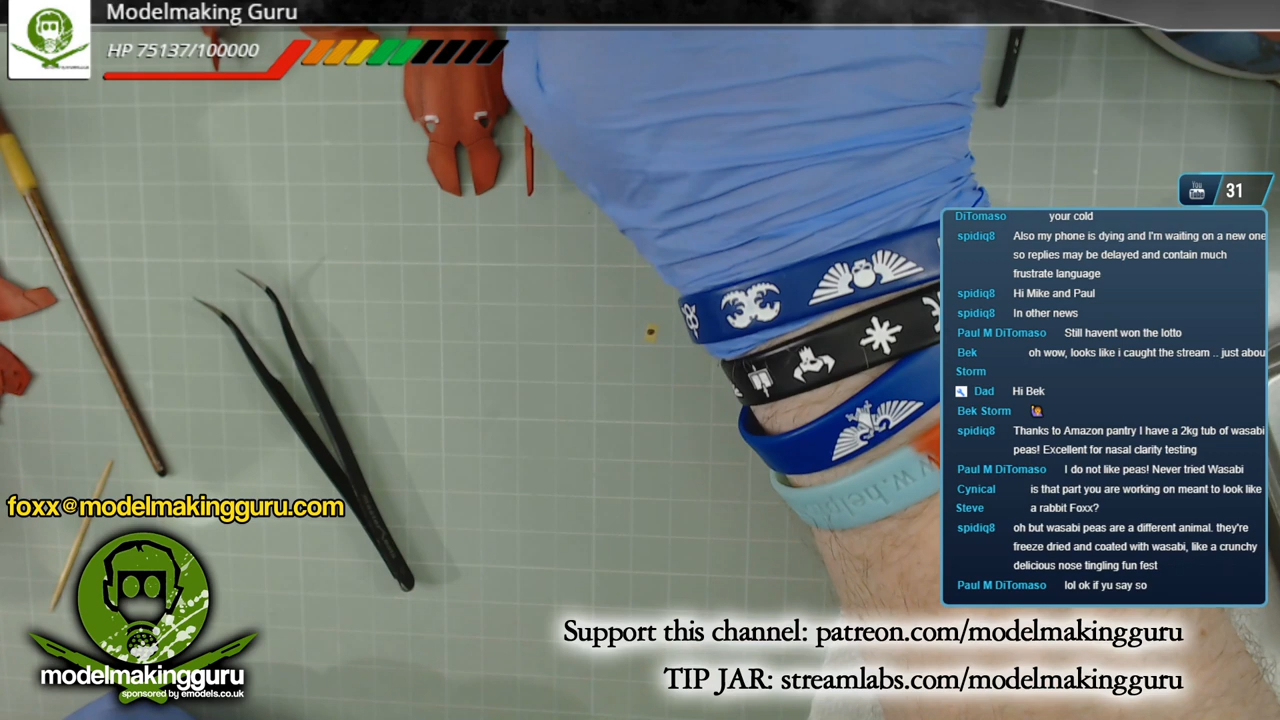 Modelmaking Guru
HP 75137/100000
You Tube
31
DiTomaso your cold
spidiq8 Also my phone is dying and I'm waiting on a new one
so replies may be delayed and contain much
frustrate language
spidiq8 Hi Mike and Paul
spidiq8 In other news
Paul M DiTomaso Still havent won the lotto
Bek oh wow, looks like i caught the stream .. just abou
Storm
Dad Hi Bek
Bek Storm
spidiq8 Thanks to Amazon pantry I have a 2kg tub of wasabi
peas! Excellent for nasal clarity testing
Paul M DiTomaso I do not like peas! Never tried Wasabi
Cynical is that part you are working on meant to look like
Steve a rabbit Foxx?
spidiq8 oh but wasabi peas are a different animal. they're
freeze dried and coated with wasabi, like a crunchy
delicious nose tingling fun fest
Paul M DiTomaso lol ok if yu say so
foxx@modelmakingguru.com
modelmakingguru
sponsored by emodels.co.uk
Support this channel: patreon.com/modelmakingguru
TIP JAR: streamlabs.com/modelmakingguru